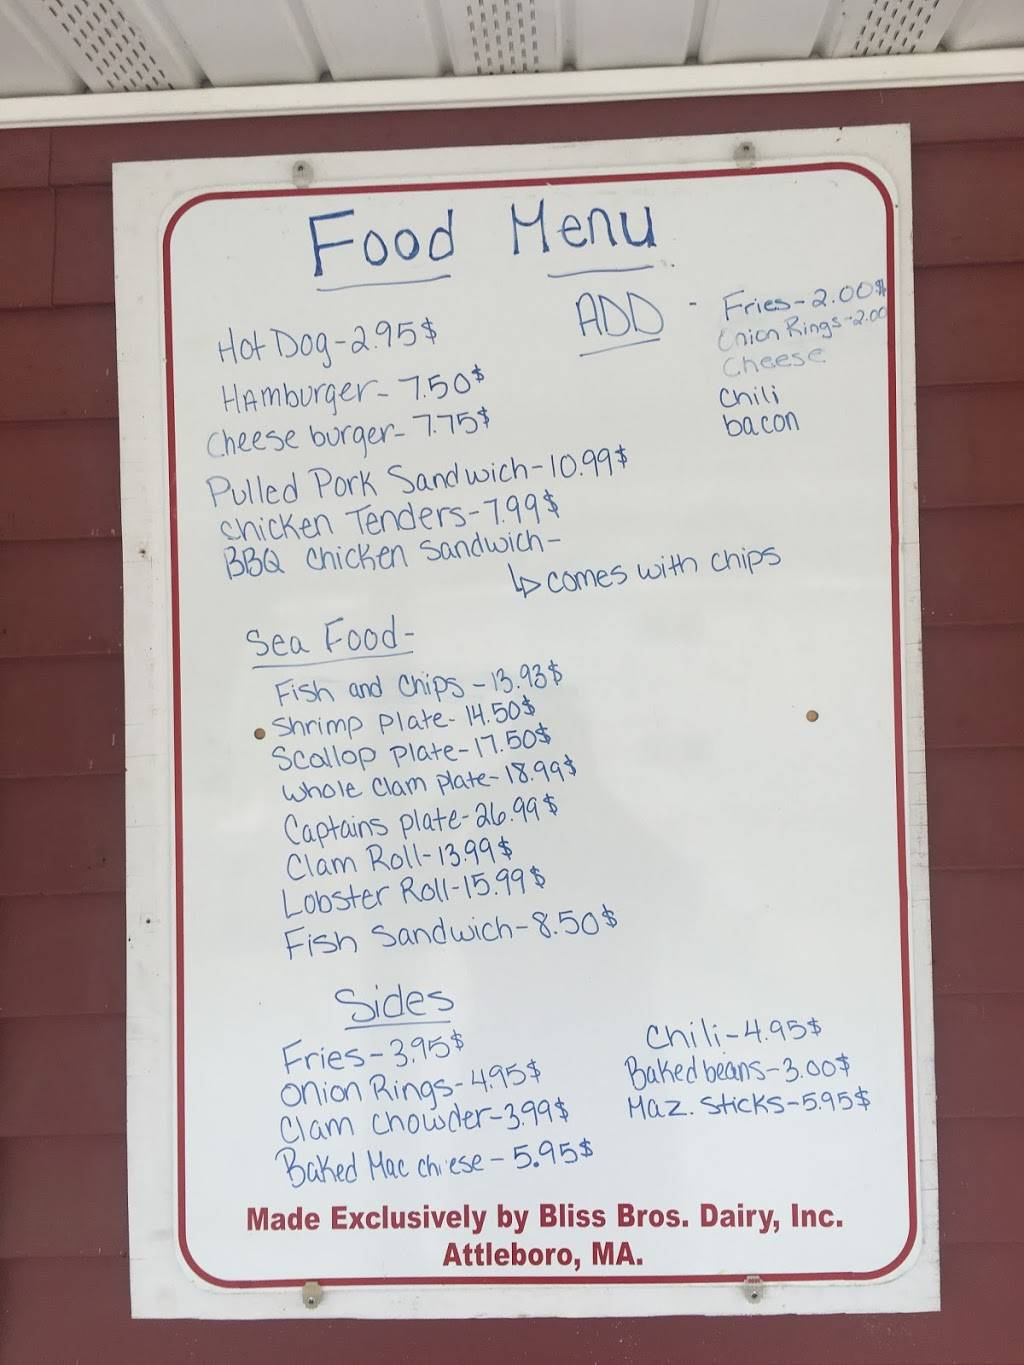 Food Menu
Hot Dog-2.95$
Hamburger- 7.50$
Cheese burger- 7.75$
Pulled Pork Sandwich-10.99$
Chicken Tenders-7.99$
BBQ Chicken Sandwich-
↳ comes with chips
ADD - Fries-2.00$
Onion Rings-2.00
Cheese
Chili
bacon
Sea Food-
Fish and Chips -13.93$
Shrimp Plate- 14.50$
Scallop Plate-17.50$
Whole Clam plate-18.99$
Captains plate-26.99$
Clam Roll-13.99$
Lobster Roll-15.99$
Fish Sandwich-8.50$
Sides
Fries-3.95$
Onion Rings-4.95$
Clam Chowder-3.99$
Baked Mac cheese - 5.95$
Chili-4.95$
Baked beans-3.00$
Maz. Sticks-5.95$
Made Exclusively by Bliss Bros. Dairy, Inc.
Attleboro, MA.